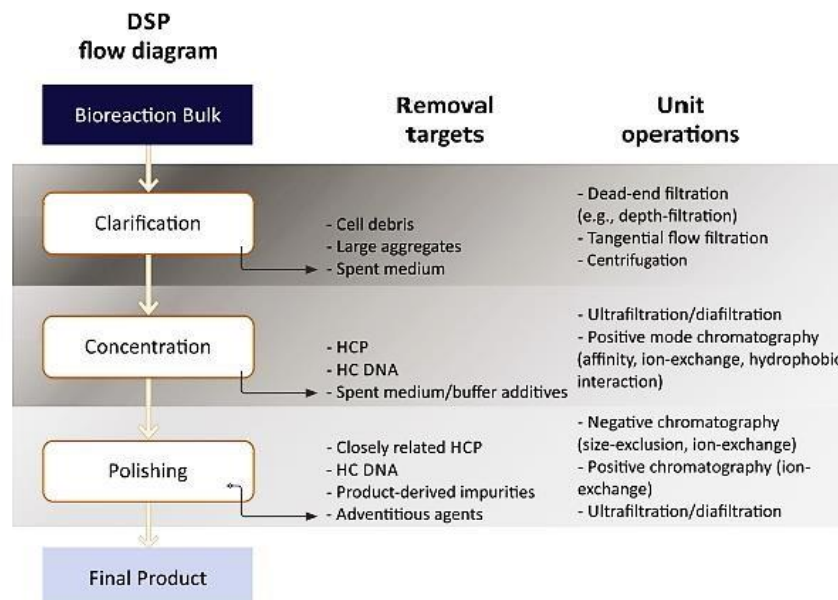 DSP
flow diagram
Removal
targets
Unit
operations
Bioreaction Bulk
Clarification
- Cell debris
- Large aggregates
- Spent medium
- Dead-end filtration
(e.g., depth-filtration)
- Tangential flow filtration
- Centrifugation
Concentration
- HCP
- HC DNA
- Spent medium/buffer additives
- Ultrafiltration/diafiltration
- Positive mode chromatography
(affinity, ion-exchange, hydrophobic
interaction)
Polishing
- Closely related HCP
- HC DNA
- Product-derived impurities
- Adventitious agents
- Negative chromatography
(size-exclusion, ion-exchange)
- Positive chromatography (ion-
exchange)
- Ultrafiltration/diafiltration
Final Product